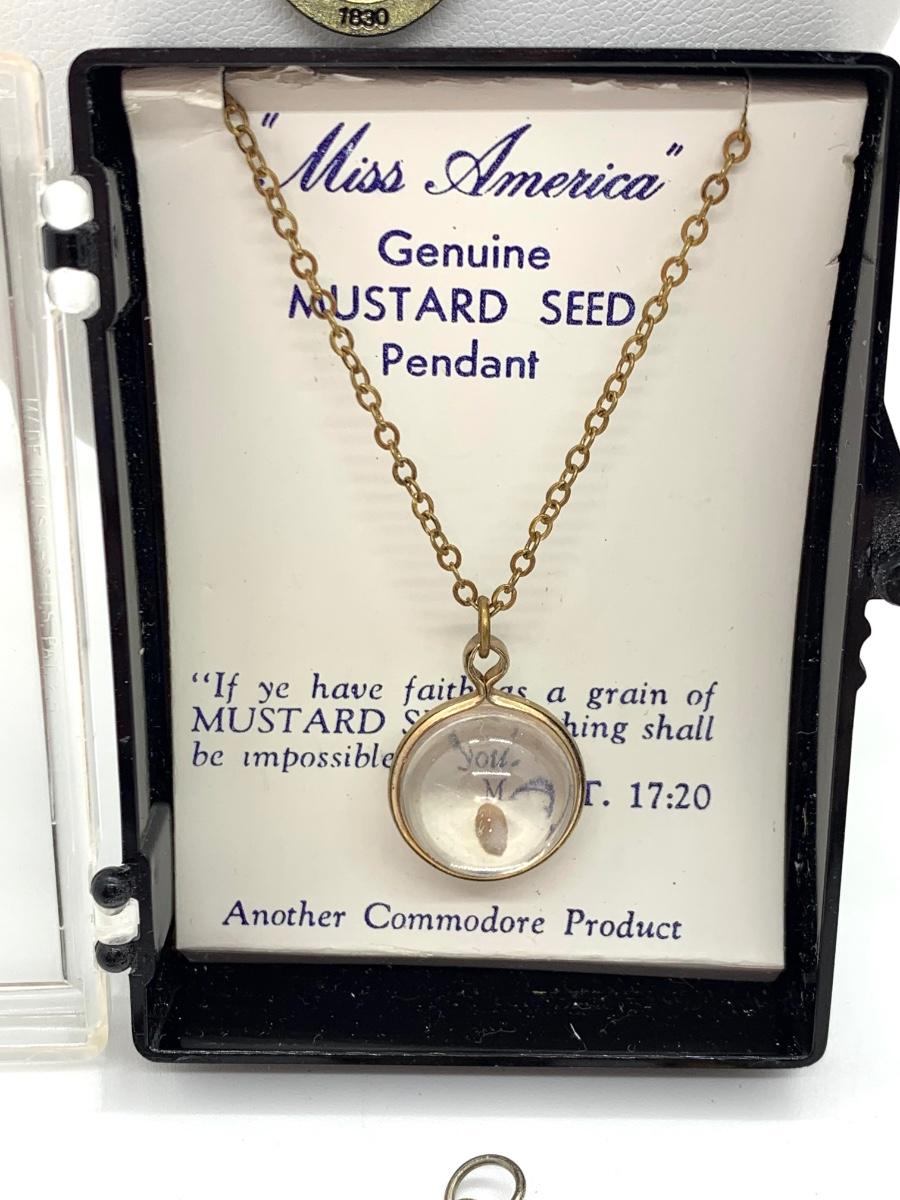 1830
"Miss America"
Genuine
MUSTARD SEED
Pendant
"If ye have faith as a grain of
MUSTARD S hing shall
be impossible you.
M T. 17:20
Another Commodore Product